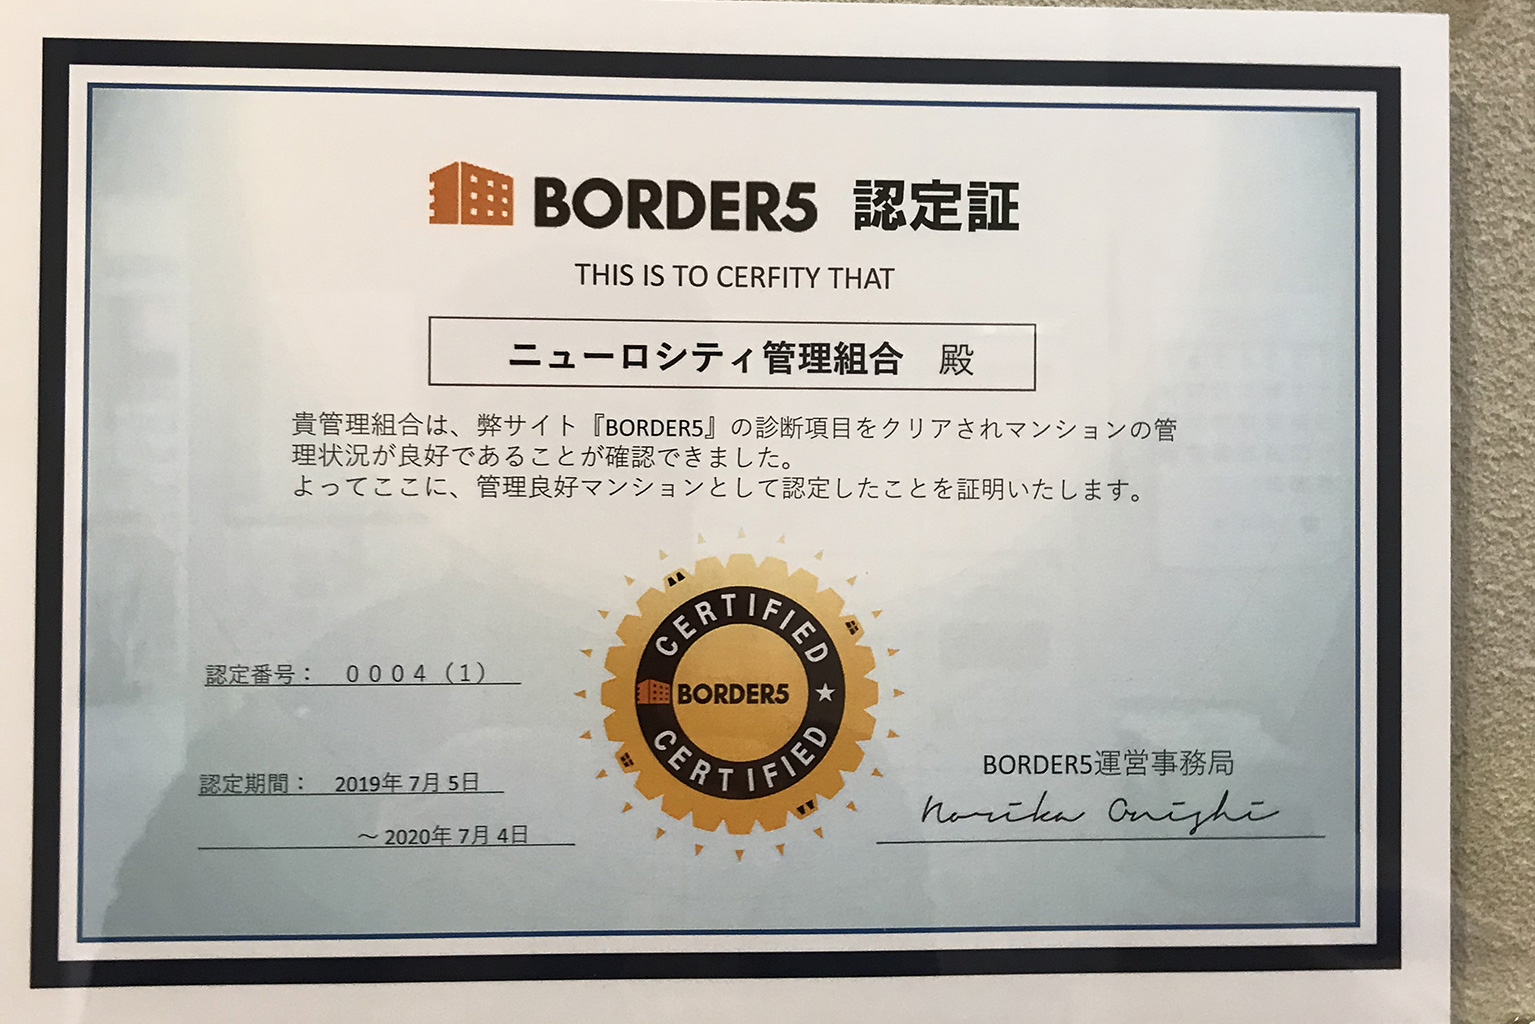 BORDER5 認定証
THIS IS TO CERFITY THAT
ニューロシティ管理組合 殿
貴管理組合は、弊サイト『BORDER5』の診断項目をクリアされマンションの管
理状況が良好であることが確認できました。
よってここに、管理良好マンションとして認定したことを証明いたします。
CERTIFIED
BORDER5 ★
CERTIFIED
認定番号： ０００４（１）
認定期間： 2019年 7月 5日
～ 2020年 7月 4日
BORDER5運営事務局
Norika Onishi